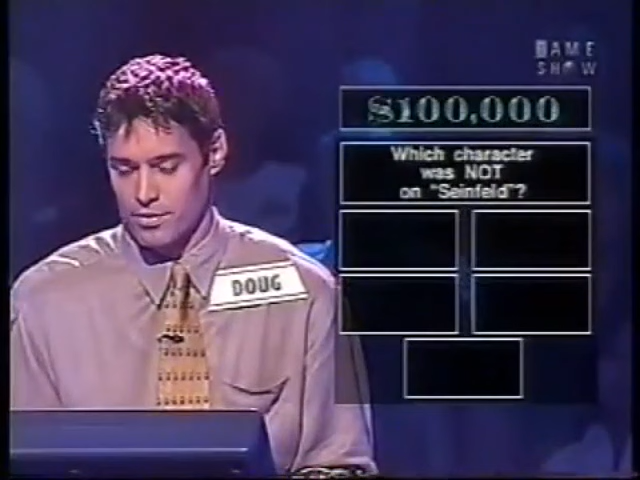 GAME
SHOW
$100,000
Which character
was NOT
on "Seinfeld"?
DOUG